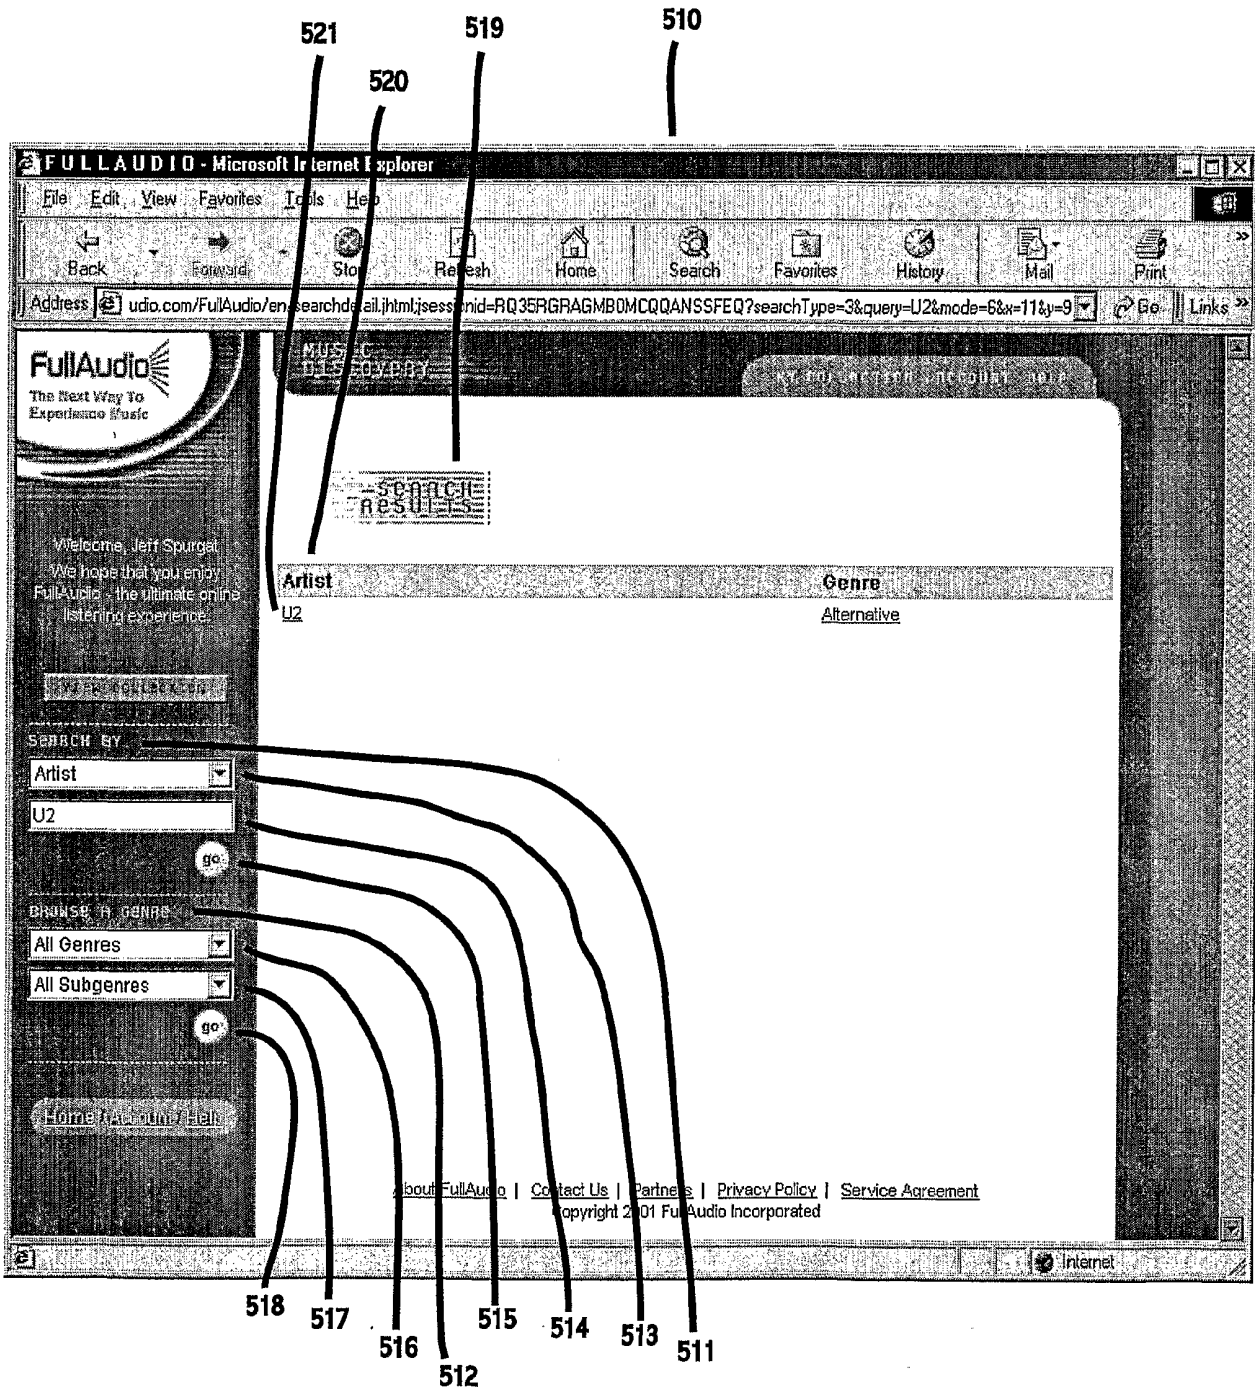 521
519
510
520
FULLAUDIO - Microsoft Internet Explorer
File Edit View Favorites Tools Help
Back Forward Stop Refresh Home Search Favorites History Mail Print
Address udio.com/FullAudio/en/searchdetail.jhtml;jsessionid=RQ35RGRAGMB0MCQQANSSFEQ?searchType=3&query=U2&mode=6&x=11&y=9 Go Links
FullAudio
The Next Way To
Experience Music
MUSIC
DISCOVERY
ACCOUNT HELP
SEARCH
RESULTS
Welcome, Jeff Spurgat
We hope that you enjoy
FullAudio - the ultimate online
listening experience.
Artist Genre
U2 Alternative
VIEW COLLECTION
SEARCH BY
Artist
U2
go
BROWSE A GENRE
All Genres
All Subgenres
go
Home / Account / Help
About FullAudio | Contact Us | Partners | Privacy Policy | Service Agreement
Copyright 2001 FullAudio Incorporated
Internet
518
517
516
512
515
514
513
511